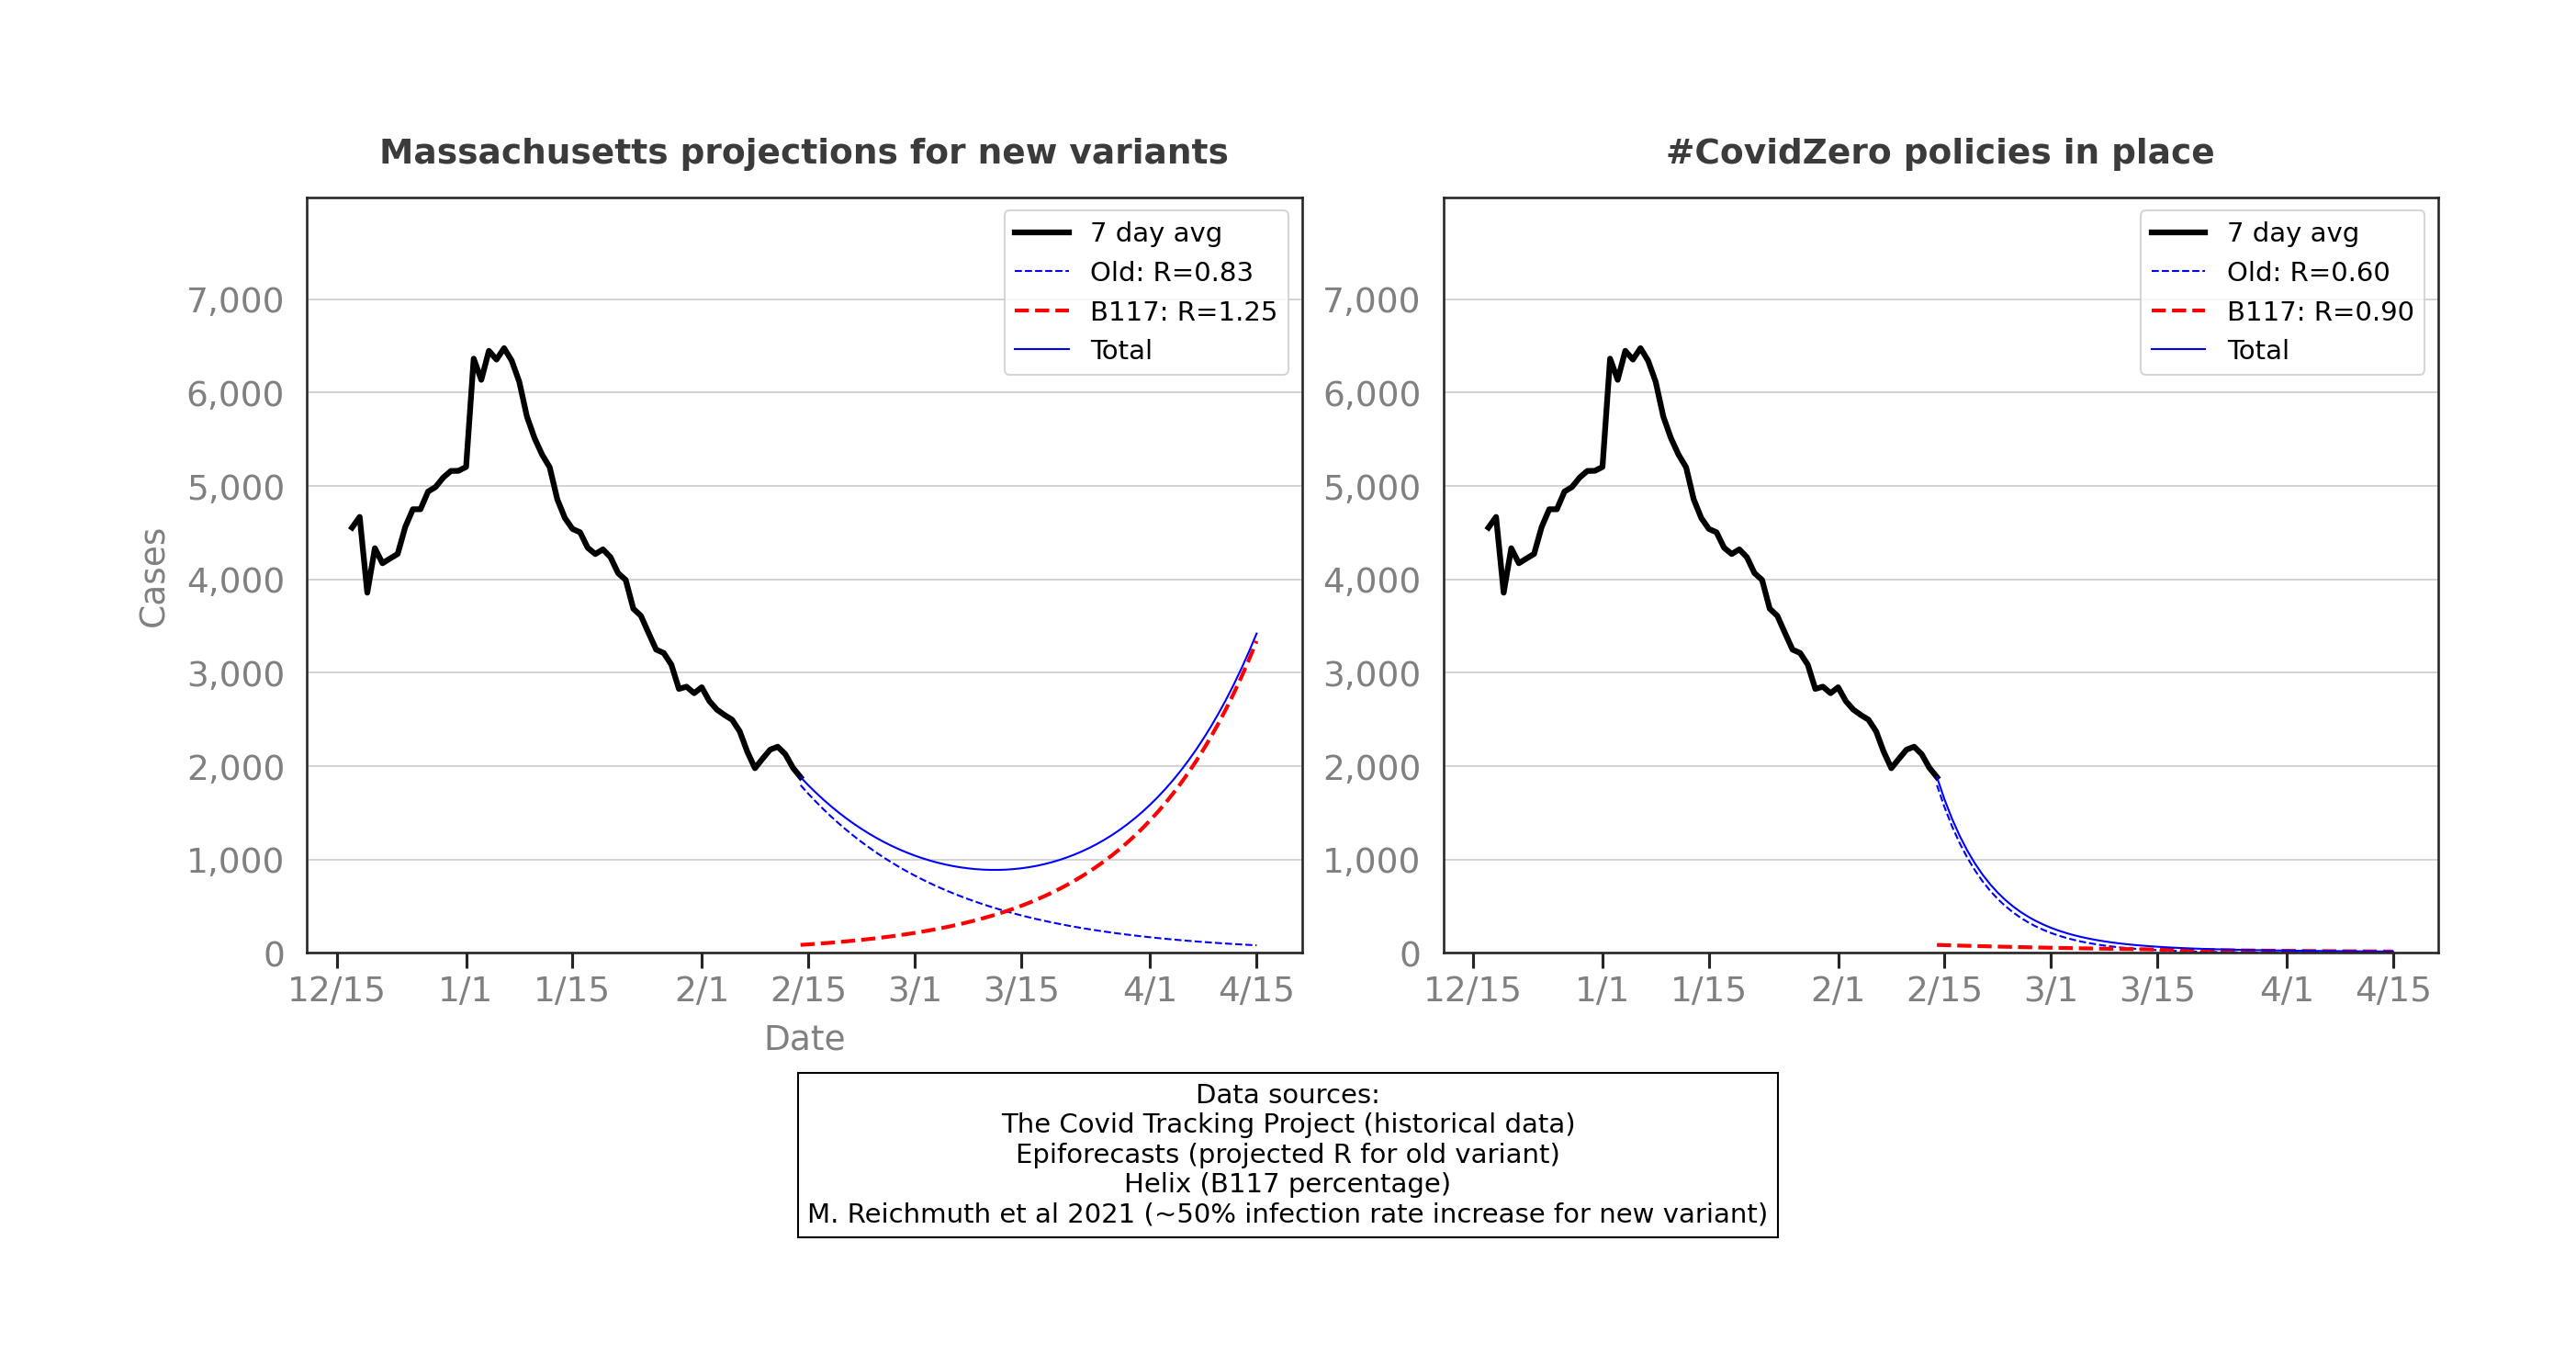 Massachusetts projections for new variants
7 day avg
Old: R=0.83
B117: R=1.25
Total
7,000
6,000
5,000
4,000
3,000
2,000
1,000
0
Cases
12/15 1/1 1/15 2/1 2/15 3/1 3/15 4/1 4/15
Date
#CovidZero policies in place
7 day avg
Old: R=0.60
B117: R=0.90
Total
7,000
6,000
5,000
4,000
3,000
2,000
1,000
0
12/15 1/1 1/15 2/1 2/15 3/1 3/15 4/1 4/15
Data sources:
The Covid Tracking Project (historical data)
Epiforecasts (projected R for old variant)
Helix (B117 percentage)
M. Reichmuth et al 2021 (~50% infection rate increase for new variant)